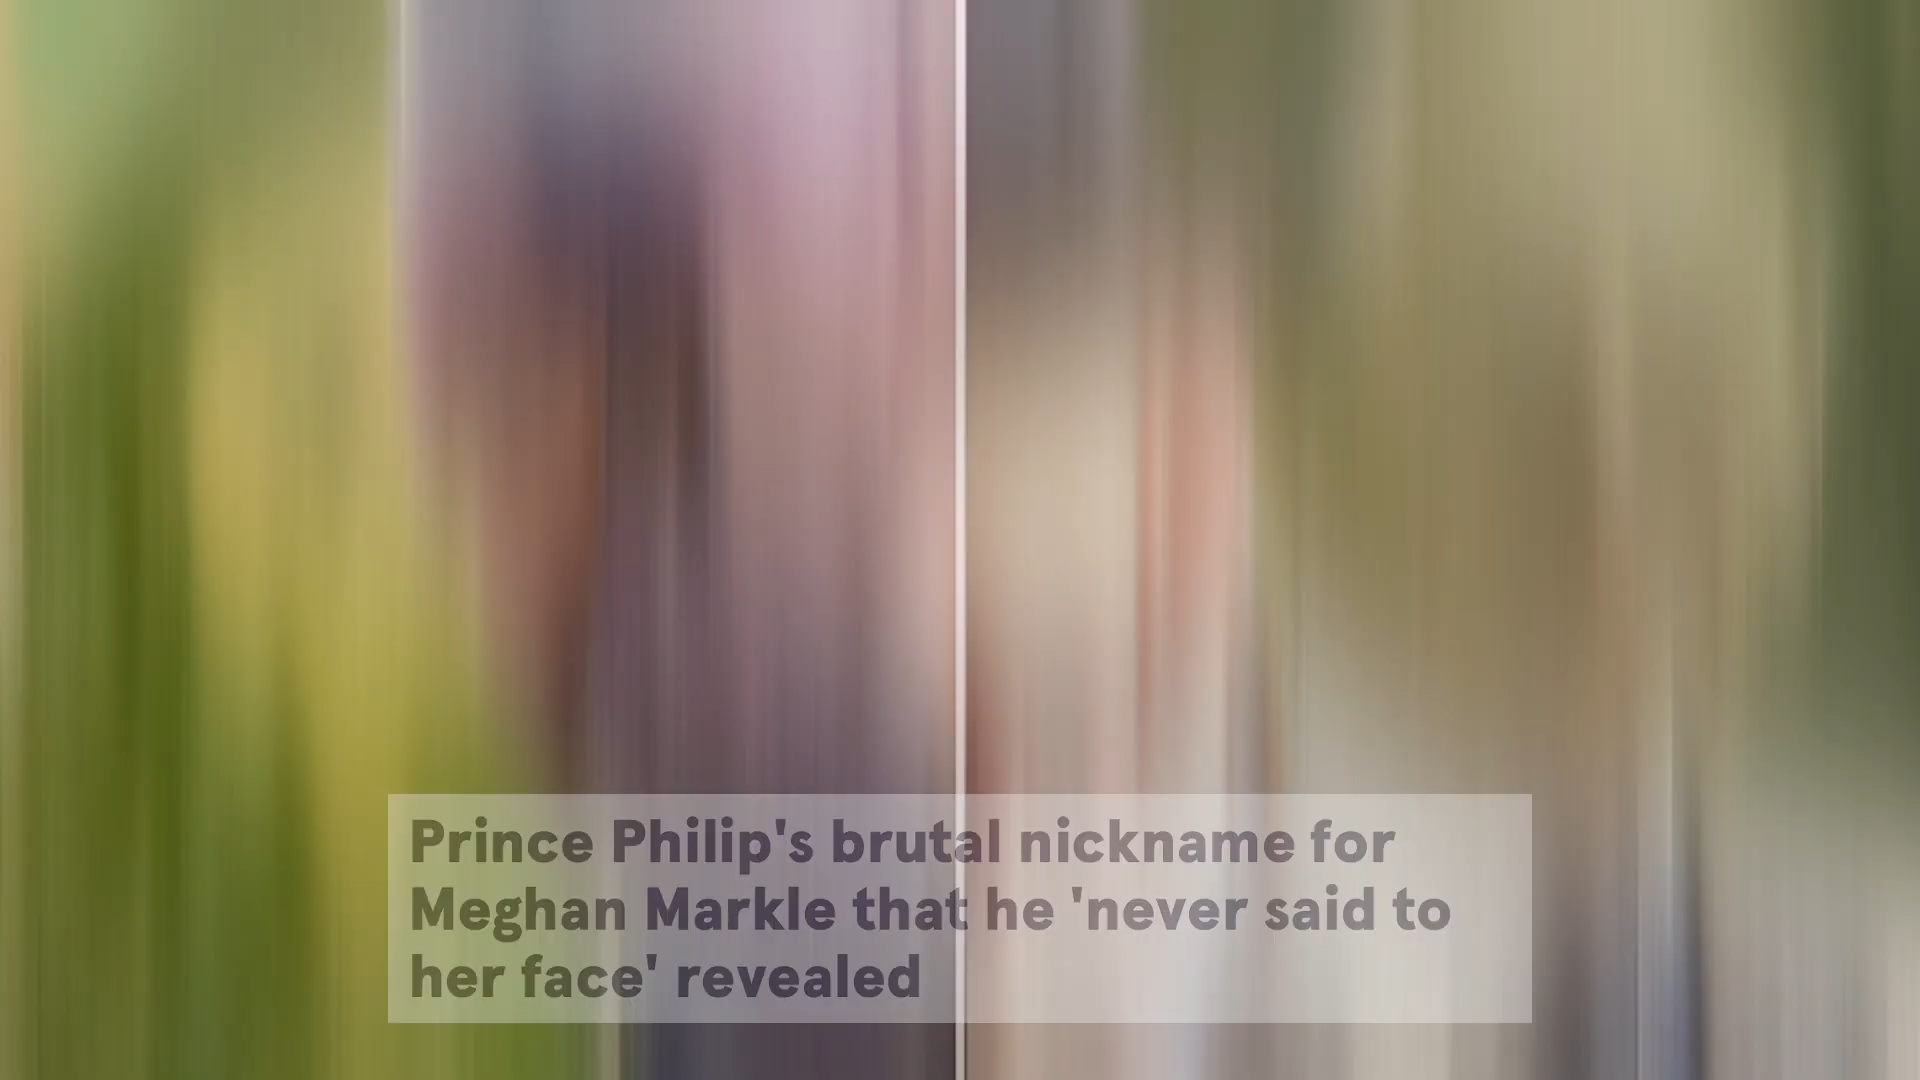 Prince Philip's brutal nickname for
Meghan Markle that he 'never said to
her face' revealed